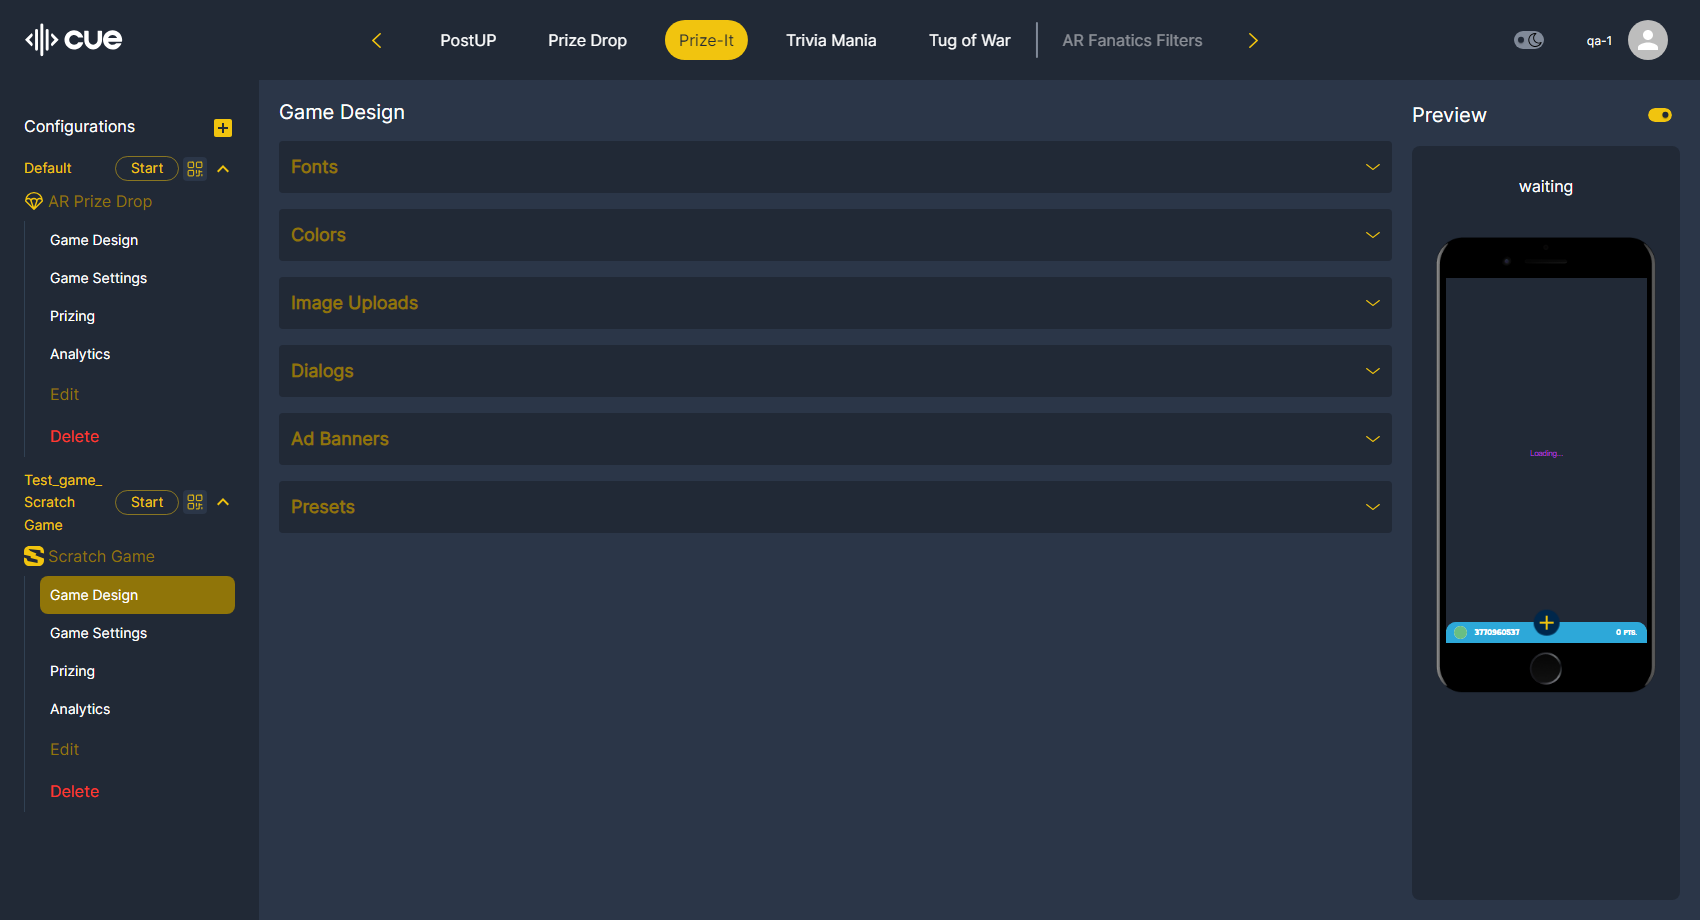 cue
PostUP
Prize Drop
Prize-It
Trivia Mania
Tug of War
AR Fanatics Filters
qa-1
Configurations
Default
Start
AR Prize Drop
Game Design
Game Settings
Prizing
Analytics
Edit
Delete
Test_game_
Scratch
Game
Start
Scratch Game
Game Design
Game Settings
Prizing
Analytics
Edit
Delete
Game Design
Fonts
Colors
Image Uploads
Dialogs
Ad Banners
Presets
Preview
waiting
Loading...
3770960537
0 PTS.